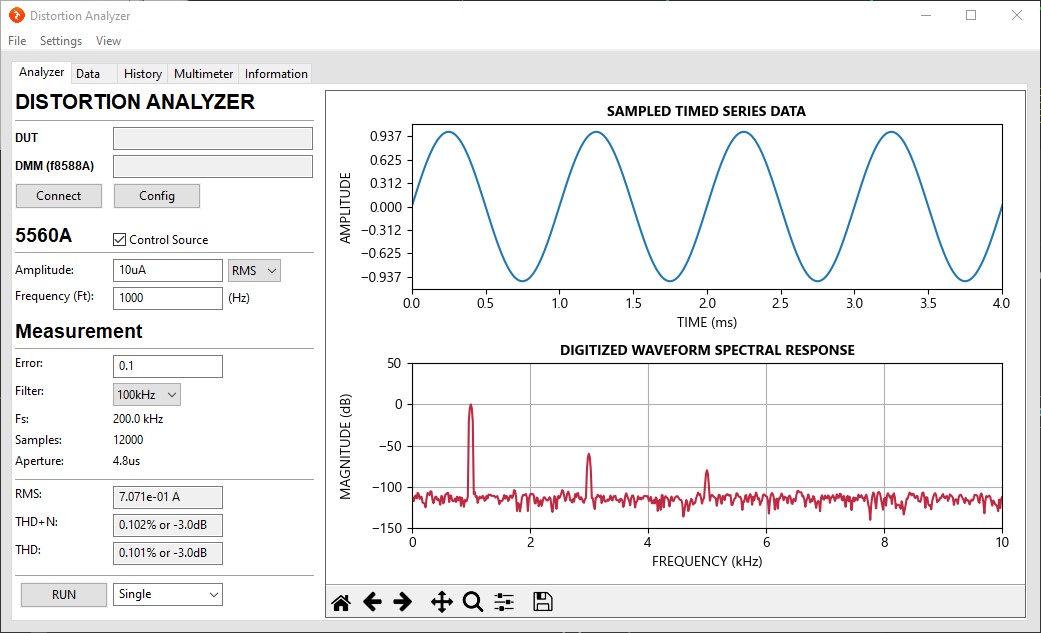 Distortion Analyzer
File Settings View
Analyzer Data History Multimeter Information
DISTORTION ANALYZER
DUT
DMM (f8588A)
Connect Config
5560A Control Source
Amplitude: 10uA RMS
Frequency (Ft): 1000 (Hz)
Measurement
Error: 0.1
Filter: 100kHz
Fs: 200.0 kHz
Samples: 12000
Aperture: 4.8us
RMS: 7.071e-01 A
THD+N: 0.102% or -3.0dB
THD: 0.101% or -3.0dB
RUN Single
SAMPLED TIMED SERIES DATA
AMPLITUDE
0.937
0.625
0.312
0.000
−0.312
−0.625
−0.937
0.0 0.5 1.0 1.5 2.0 2.5 3.0 3.5 4.0
TIME (ms)
DIGITIZED WAVEFORM SPECTRAL RESPONSE
MAGNITUDE (dB)
50
0
−50
−100
−150
0 2 4 6 8 10
FREQUENCY (kHz)